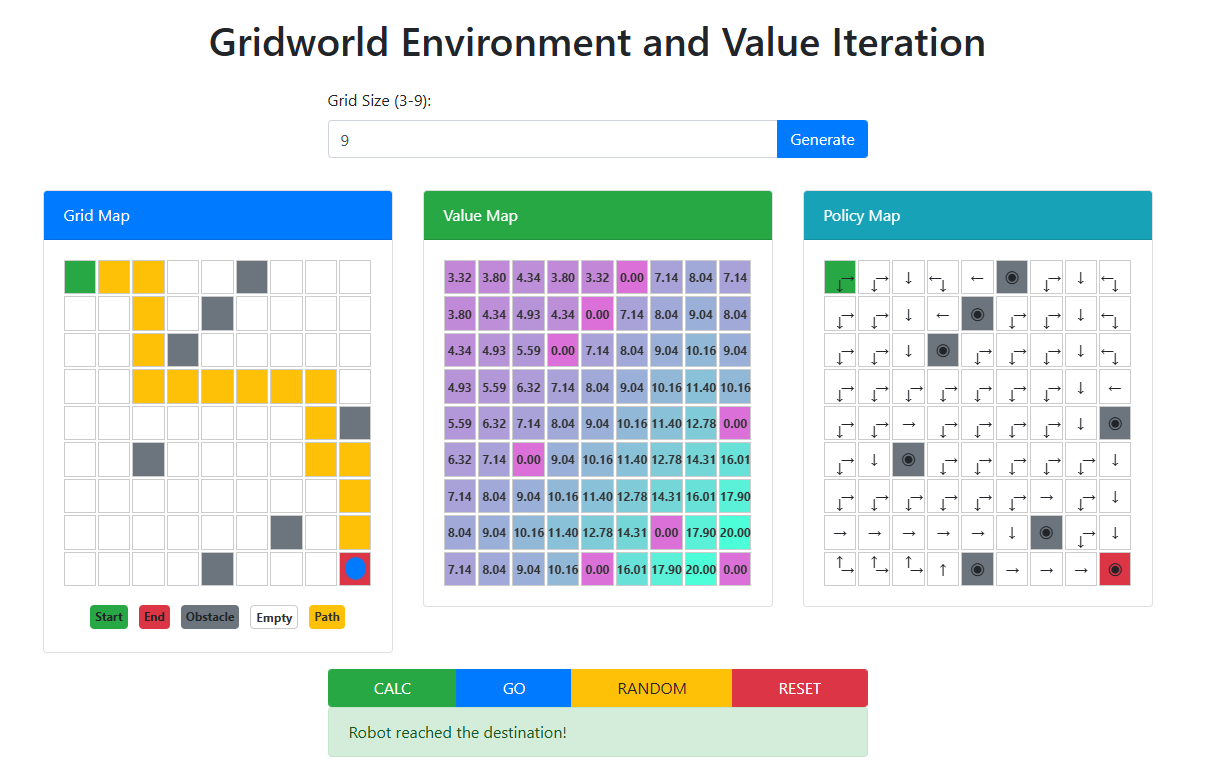 Gridworld Environment and Value Iteration
Grid Size (3-9):
9 Generate
Grid Map
Start End Obstacle Empty Path
Value Map
3.32 3.80 4.34 3.80 3.32 0.00 7.14 8.04 7.14
3.80 4.34 4.93 4.34 0.00 7.14 8.04 9.04 8.04
4.34 4.93 5.59 0.00 7.14 8.04 9.04 10.16 9.04
4.93 5.59 6.32 7.14 8.04 9.04 10.16 11.40 10.16
5.59 6.32 7.14 8.04 9.04 10.16 11.40 12.78 0.00
6.32 7.14 0.00 9.04 10.16 11.40 12.78 14.31 16.01
7.14 8.04 9.04 10.16 11.40 12.78 14.31 16.01 17.90
8.04 9.04 10.16 11.40 12.78 14.31 0.00 17.90 20.00
7.14 8.04 9.04 10.16 0.00 16.01 17.90 20.00 0.00
Policy Map
CALC GO RANDOM RESET
Robot reached the destination!